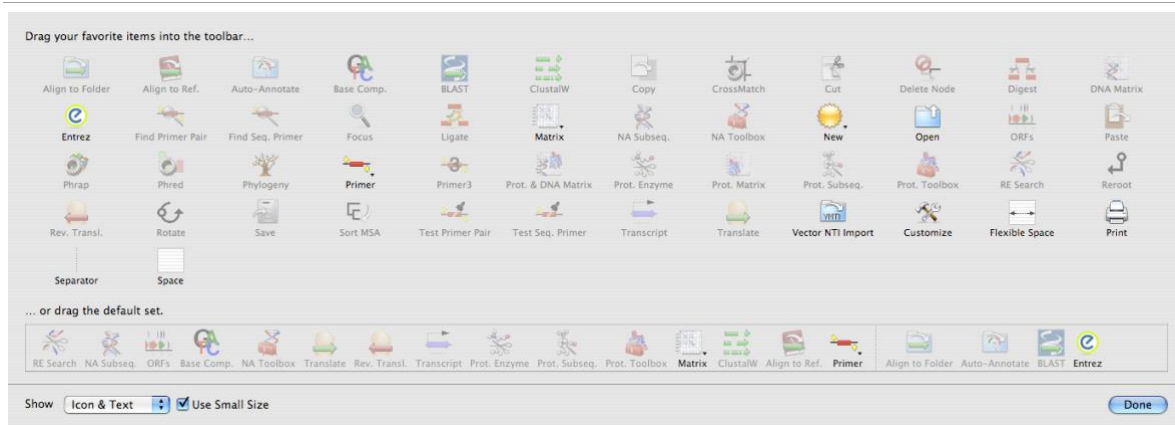 Drag your favorite items into the toolbar...
Align to Folder Align to Ref. Auto-Annotate Base Comp. BLAST ClustalW Copy CrossMatch Cut Delete Node Digest DNA Matrix
Entrez Find Primer Pair Find Seq. Primer Focus Ligate Matrix NA Subseq. NA Toolbox New Open ORFs Paste
Phrap Phred Phylogeny Primer Primer3 Prot. & DNA Matrix Prot. Enzyme Prot. Matrix Prot. Subseq. Prot. Toolbox RE Search Reroot
Rev. Transl. Rotate Save Sort MSA Test Primer Pair Test Seq. Primer Transcript Translate Vector NTI Import Customize Flexible Space Print
Separator Space
... or drag the default set.
RE Search NA Subseq. ORFs Base Comp. NA Toolbox Translate Rev. Transl. Transcript Prot. Enzyme Prot. Subseq. Prot. Toolbox Matrix ClustalW Align to Ref. Primer Align to Folder Auto-Annotate BLAST Entrez
Show Icon & Text Use Small Size Done